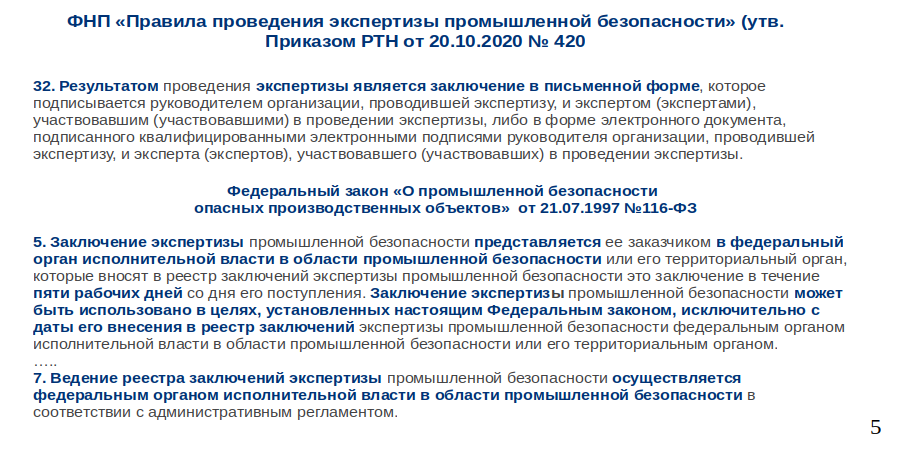 ФНП «Правила проведения экспертизы промышленной безопасности» (утв.
Приказом РТН от 20.10.2020 № 420
32. Результатом проведения экспертизы является заключение в письменной форме, которое
подписывается руководителем организации, проводившей экспертизу, и экспертом (экспертами),
участвовавшим (участвовавшими) в проведении экспертизы, либо в форме электронного документа,
подписанного квалифицированными электронными подписями руководителя организации, проводившей
экспертизу, и эксперта (экспертов), участвовавшего (участвовавших) в проведении экспертизы.
Федеральный закон «О промышленной безопасности
опасных производственных объектов»  от 21.07.1997 №116-ФЗ
5. Заключение экспертизы промышленной безопасности представляется ее заказчиком в федеральный
орган исполнительной власти в области промышленной безопасности или его территориальный орган,
которые вносят в реестр заключений экспертизы промышленной безопасности это заключение в течение
пяти рабочих дней со дня его поступления. Заключение экспертизы промышленной безопасности может
быть использовано в целях, установленных настоящим Федеральным законом, исключительно с
даты его внесения в реестр заключений экспертизы промышленной безопасности федеральным органом
исполнительной власти в области промышленной безопасности или его территориальным органом.
…..
7. Ведение реестра заключений экспертизы промышленной безопасности осуществляется
федеральным органом исполнительной власти в области промышленной безопасности в
соответствии с административным регламентом.
5